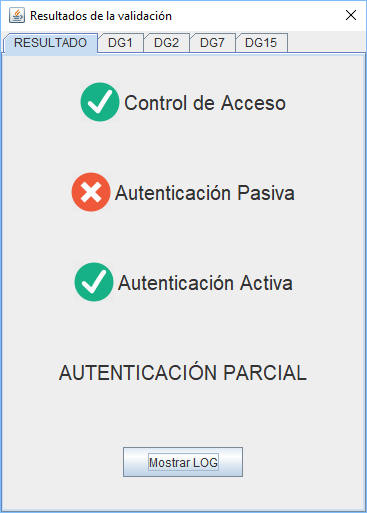 Resultados de la validación
RESULTADO DG1 DG2 DG7 DG15
Control de Acceso
Autenticación Pasiva
Autenticación Activa
AUTENTICACIÓN PARCIAL
Mostrar LOG